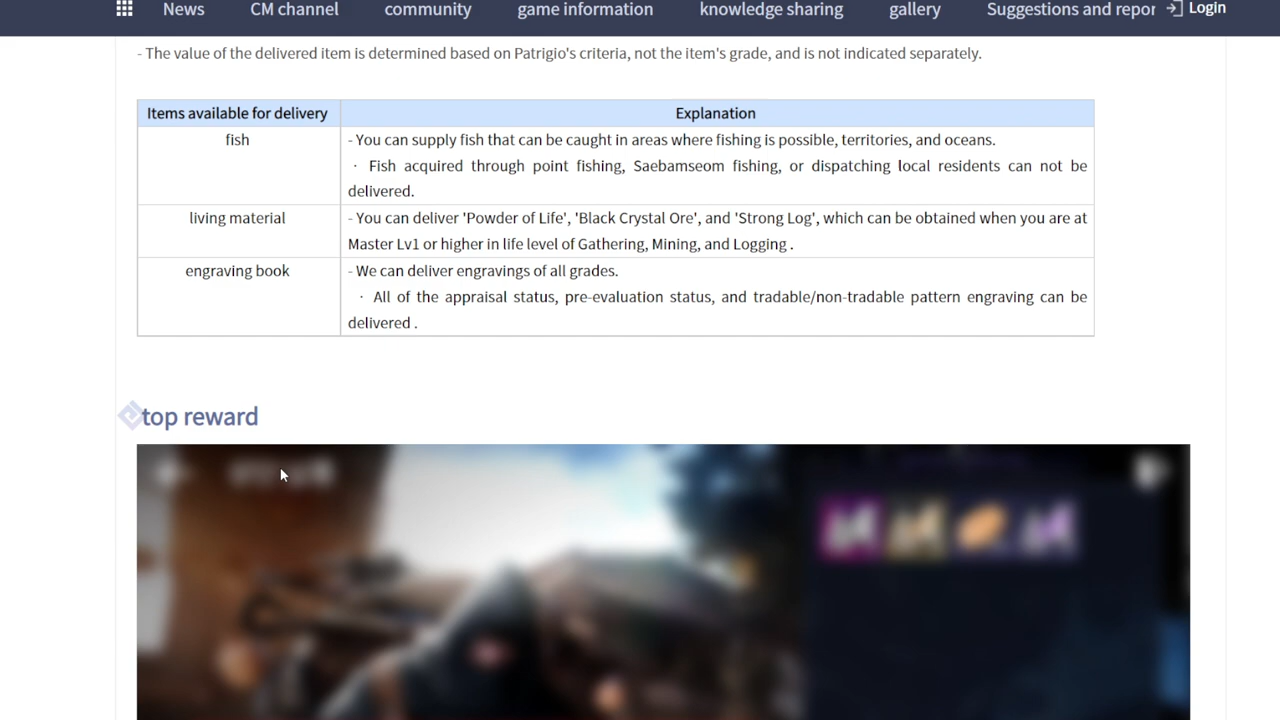 News CM channel community game information knowledge sharing gallery Suggestions and repor Login
- The value of the delivered item is determined based on Patrigio's criteria, not the item's grade, and is not indicated separately.
Items available for delivery Explanation
fish - You can supply fish that can be caught in areas where fishing is possible, territories, and oceans.
· Fish acquired through point fishing, Saebamseom fishing, or dispatching local residents can not be
delivered.
living material - You can deliver 'Powder of Life', 'Black Crystal Ore', and 'Strong Log', which can be obtained when you are at
Master Lv1 or higher in life level of Gathering, Mining, and Logging .
engraving book - We can deliver engravings of all grades.
· All of the appraisal status, pre-evaluation status, and tradable/non-tradable pattern engraving can be
delivered .
top reward